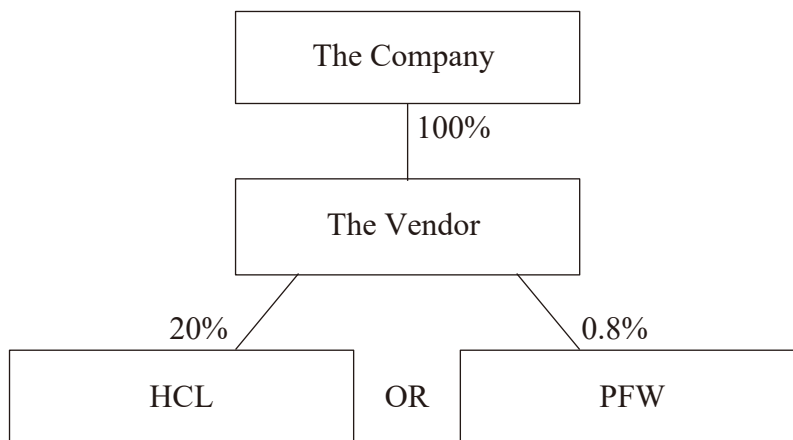 The Company
100%
The Vendor
20%
0.8%
HCL
OR
PFW